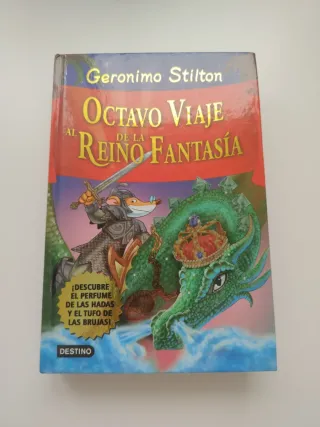 Geronimo Stilton
OCTAVO VIAJE
AL REINO DE LA FANTASÍA
¡DESCUBRE
EL PERFUME
DE LAS HADAS
Y EL TUFO DE
LAS BRUJAS!
DESTINO